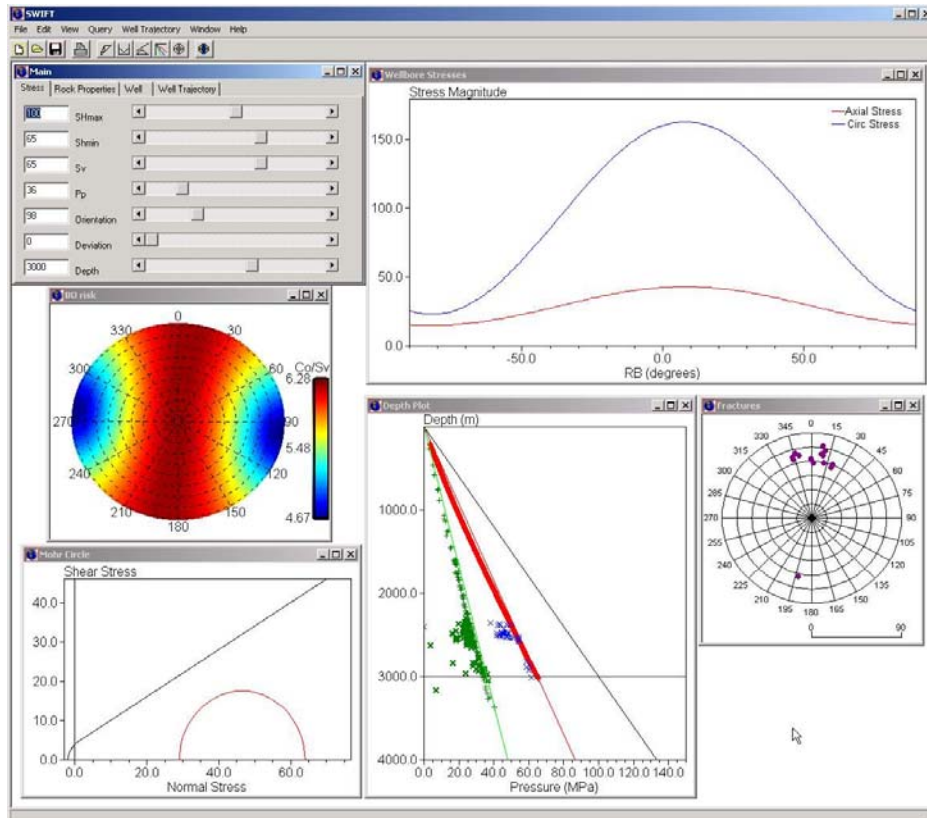 SWIFT
File Edit View Query Well Trajectory Window Help
Main
Stress Rock Properties Well Well Trajectory
100 SHmax
65 Shmin
65 Sv
36 Pp
98 Orientation
0 Deviation
3000 Depth
Wellbore Stresses
Stress Magnitude
Axial Stress
Circ Stress
150.0
100.0
50.0
0.0
-50.0 0.0 50.0
RB (degrees)
BO risk
0
330 30
300 60
270 90
240 120
210 150
180
Co/Sv
6.28
5.48
4.67
Depth Plot
Depth (m)
1000.0
2000.0
3000.0
4000.0
0.0 20.0 40.0 60.0 80.0 100.0 120.0 140.0
Pressure (MPa)
fractures
0
345 15
330 30
315 45
300 60
285 75
270 90
255 105
240 120
225 135
210 150
195 165
180
0 90
Mohr Circle
Shear Stress
40.0
30.0
20.0
10.0
0.0
0.0 20.0 40.0 60.0
Normal Stress